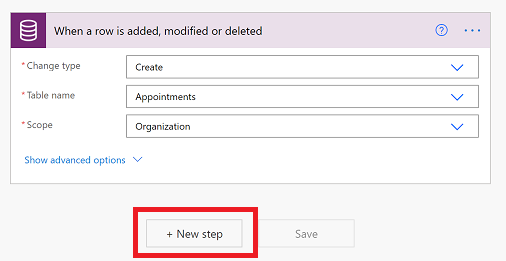 When a row is added, modified or deleted
* Change type
Create
* Table name
Appointments
* Scope
Organization
Show advanced options
+ New step
Save